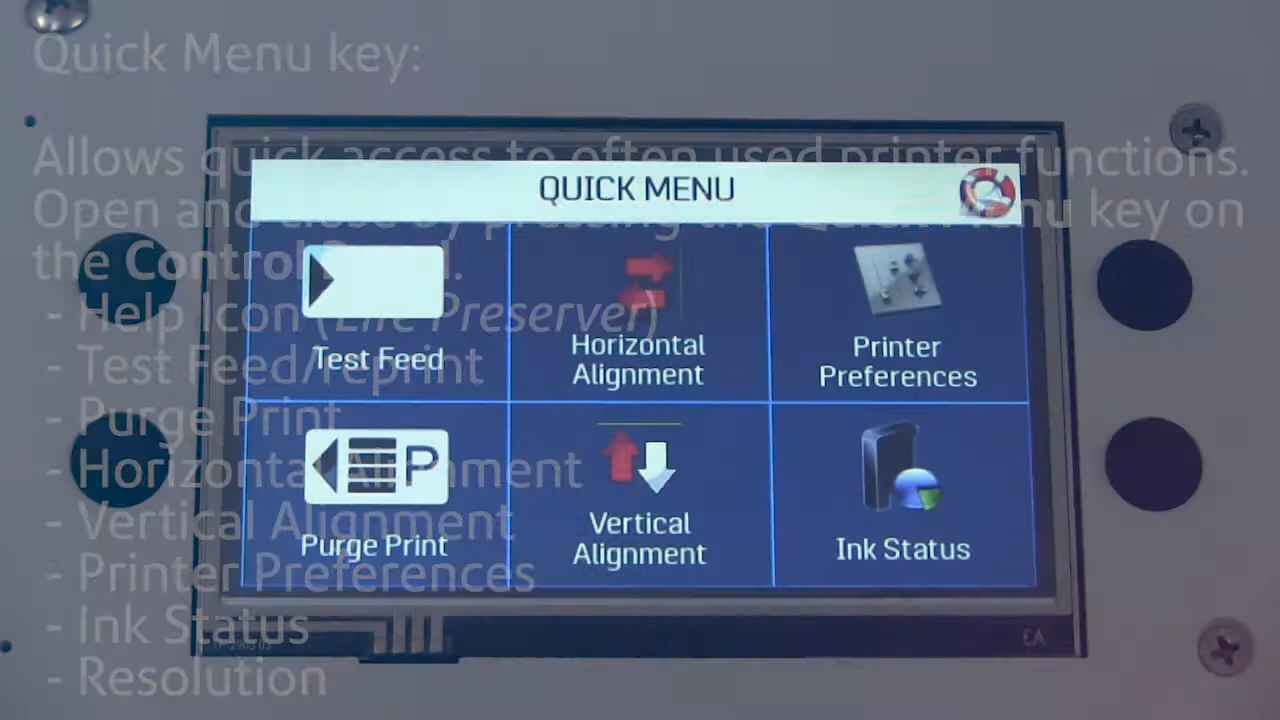 Quick Menu key:
Allows quick access to often used printer functions.
Open and close by pressing the Quick Menu key on
the Control Panel.
- Help Icon (Life Preserver)
- Test Feed/reprint
- Purge Print
- Horizontal Alignment
- Vertical Alignment
- Printer Preferences
- Ink Status
- Resolution
QUICK MENU
Test Feed
Horizontal
Alignment
Printer
Preferences
P
Purge Print
Vertical
Alignment
Ink Status
EA